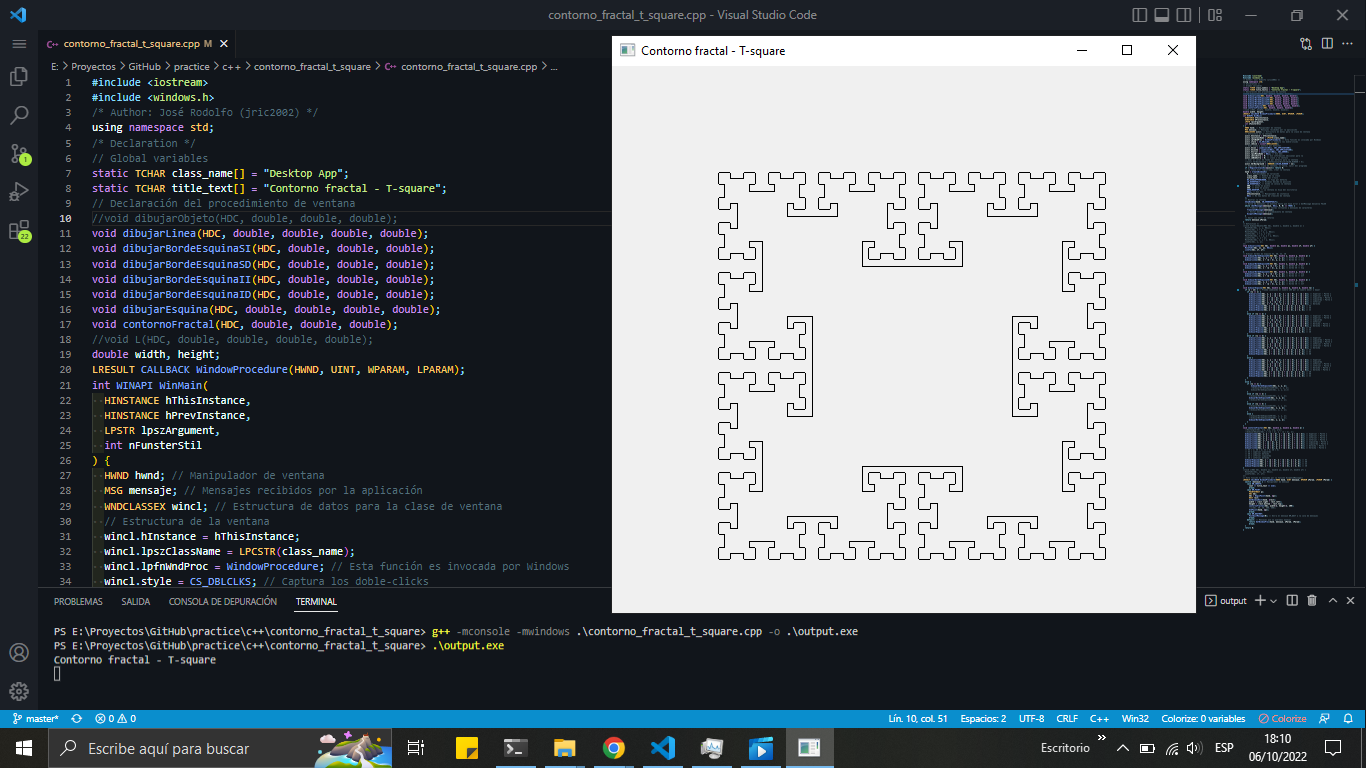 contorno_fractal_t_square.cpp - Visual Studio Code
contorno_fractal_t_square.cpp M
E: > Proyectos > GitHub > practice > c++ > contorno_fractal_t_square > contorno_fractal_t_square.cpp > ...
1 #include <iostream>
2 #include <windows.h>
3 /* Author: José Rodolfo (jric2002) */
4 using namespace std;
5 /* Declaration */
6 // Global variables
7 static TCHAR class_name[] = "Desktop App";
8 static TCHAR title_text[] = "Contorno fractal - T-square";
9 // Declaración del procedimiento de ventana
10 //void dibujarObjeto(HDC, double, double, double);
11 void dibujarLinea(HDC, double, double, double, double);
12 void dibujarBordeEsquinaSI(HDC, double, double, double);
13 void dibujarBordeEsquinaSD(HDC, double, double, double);
14 void dibujarBordeEsquinaII(HDC, double, double, double);
15 void dibujarBordeEsquinaID(HDC, double, double, double);
16 void dibujarEsquina(HDC, double, double, double, double);
17 void contornoFractal(HDC, double, double, double);
18 //void L(HDC, double, double, double, double);
19 double width, height;
20 LRESULT CALLBACK WindowProcedure(HWND, UINT, WPARAM, LPARAM);
21 int WINAPI WinMain(
22 HINSTANCE hThisInstance,
23 HINSTANCE hPrevInstance,
24 LPSTR lpszArgument,
25 int nFunsterStil
26 ) {
27 HWND hwnd; // Manipulador de ventana
28 MSG mensaje; // Mensajes recibidos por la aplicación
29 WNDCLASSEX wincl; // Estructura de datos para la clase de ventana
30 // Estructura de la ventana
31 wincl.hInstance = hThisInstance;
32 wincl.lpszClassName = LPCSTR(class_name);
33 wincl.lpfnWndProc = WindowProcedure; // Esta función es invocada por Windows
34 wincl.style = CS_DBLCLKS; // Captura los doble-clicks
Contorno fractal - T-square
1
22
PROBLEMAS SALIDA CONSOLA DE DEPURACIÓN TERMINAL
output
PS E:\Proyectos\GitHub\practice\c++\contorno_fractal_t_square> g++ -mconsole -mwindows .\contorno_fractal_t_square.cpp -o .\output.exe
PS E:\Proyectos\GitHub\practice\c++\contorno_fractal_t_square> .\output.exe
Contorno fractal - T-square
master* 0 0 Lín. 10, col. 51 Espacios: 2 UTF-8 CRLF C++ Win32 Colorize: 0 variables Colorize
Escribe aquí para buscar
Escritorio
ESP
18:10
06/10/2022